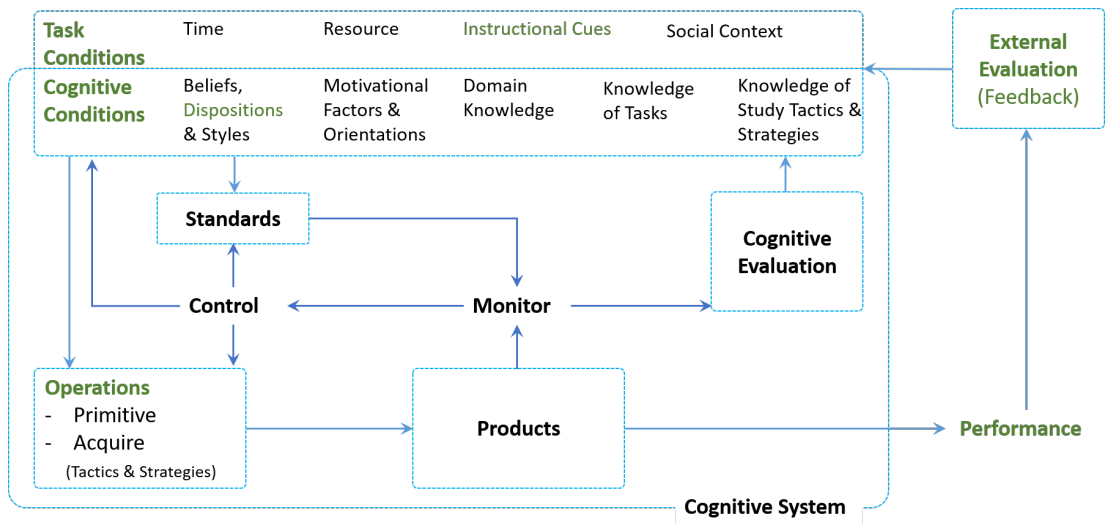 Task
Conditions
Time
Resource
Instructional Cues
Social Context
Cognitive
Conditions
Beliefs,
Dispositions
& Styles
Motivational
Factors &
Orientations
Domain
Knowledge
Knowledge
of Tasks
Knowledge of
Study Tactics &
Strategies
External
Evaluation
(Feedback)
Standards
Cognitive
Evaluation
Control
Monitor
Operations
- Primitive
- Acquire
(Tactics & Strategies)
Products
Performance
Cognitive System